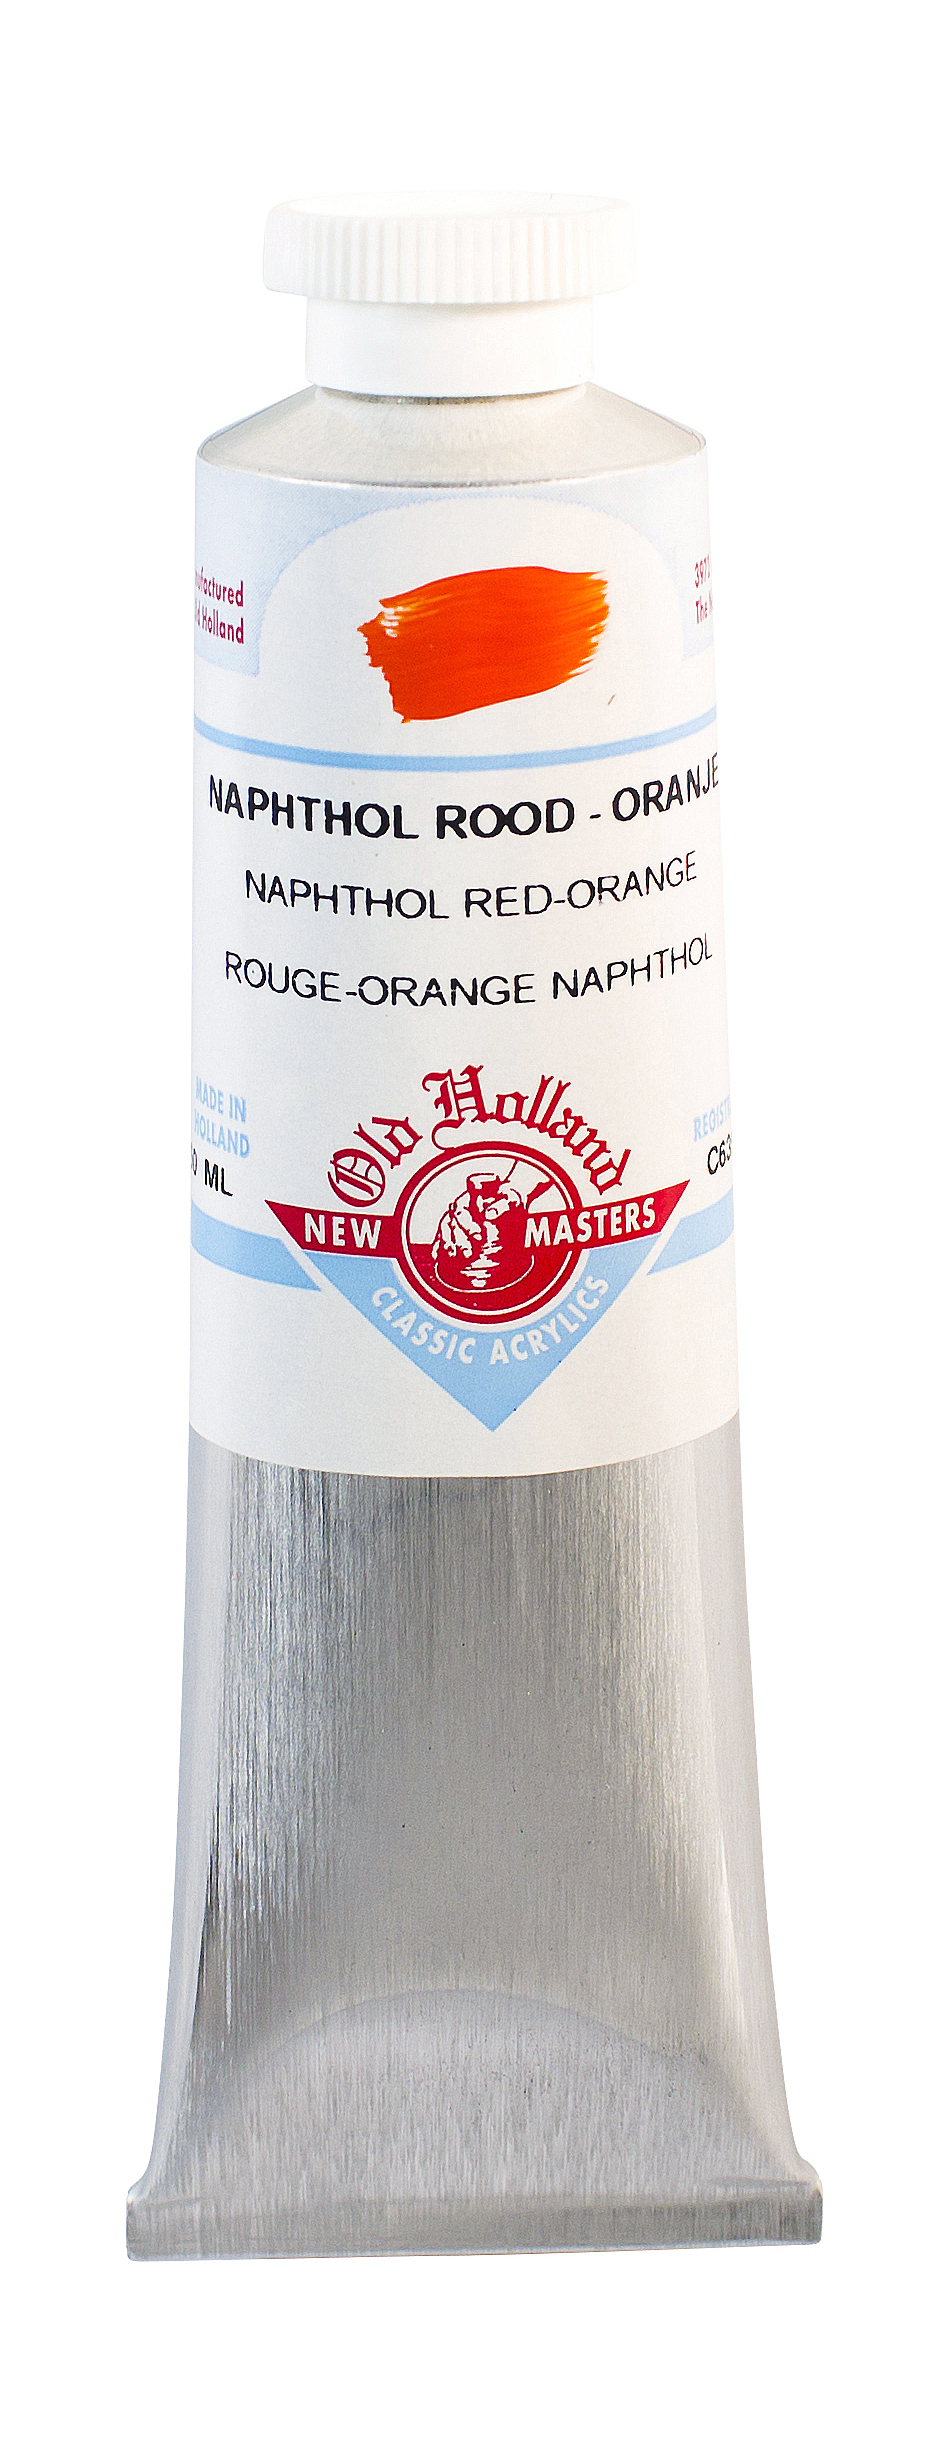 Holland
The
NAPHTHOL ROOD - ORANJE
NAPHTHOL RED-ORANGE
ROUGE-ORANGE NAPHTHOL
MADE IN
HOLLAND
ML
Old Holland
NEW MASTERS
CLASSIC ACRYLICS